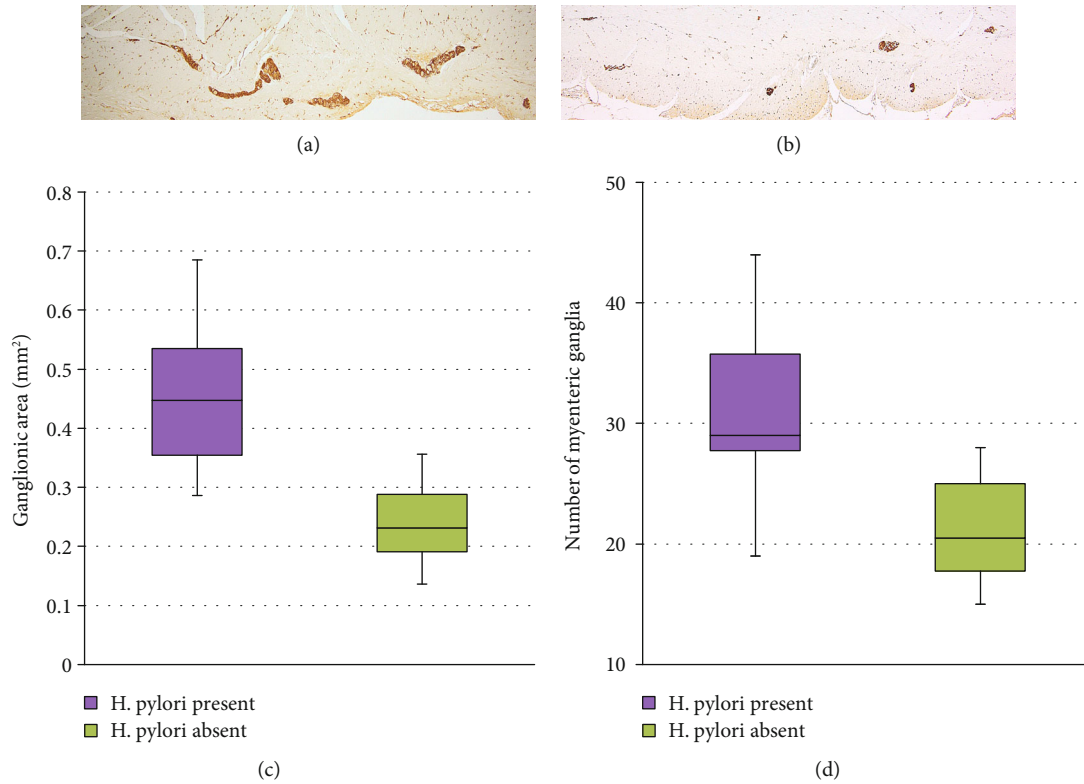 (a)
(b)
Ganglionic area (mm²)
0.8
0.7
0.6
0.5
0.4
0.3
0.2
0.1
0
H. pylori present
H. pylori absent
(c)
Number of myenteric ganglia
50
40
30
20
10
H. pylori present
H. pylori absent
(d)